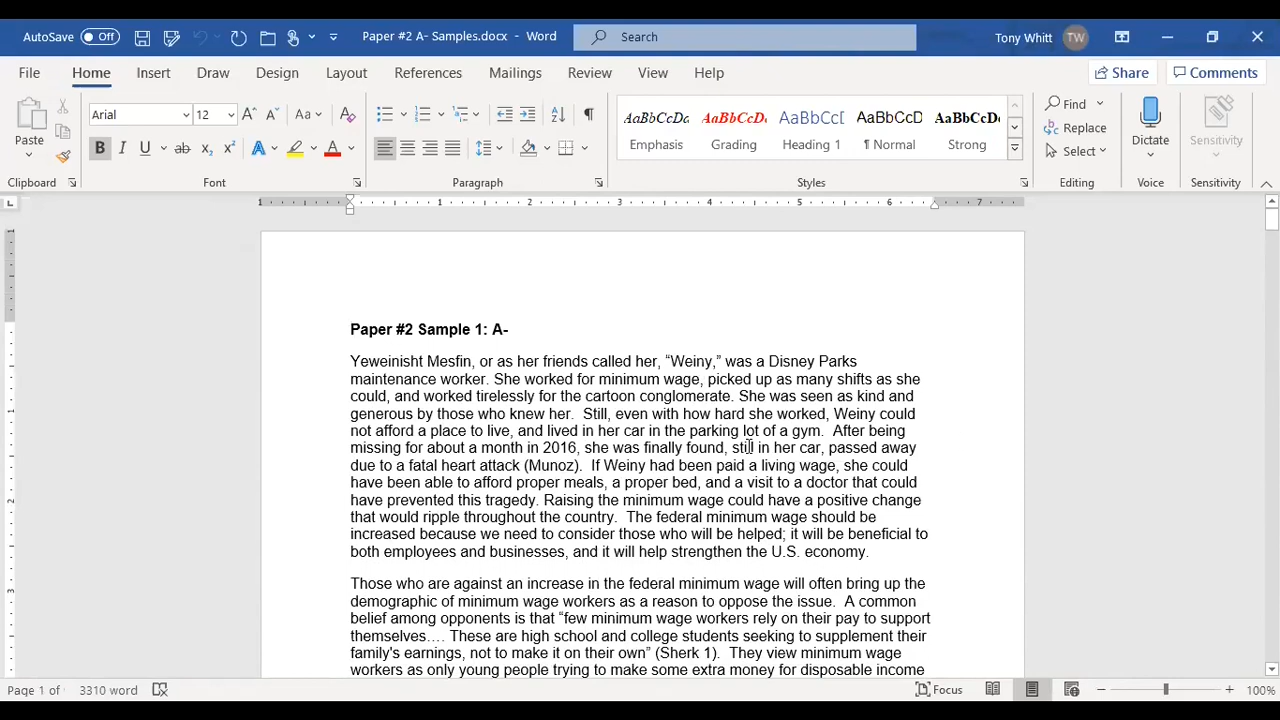 AutoSave Off Paper #2 A- Samples.docx - Word Search Tony Whitt TW
File Home Insert Draw Design Layout References Mailings Review View Help Share Comments
Paste
Arial 12
Aa
B I U ab x₂ x² A A
AaBbCcDc AaBbCcDc AaBbCcD AaBbCcD AaBbCcDc
Emphasis Grading Heading 1 ¶ Normal Strong
Find
Replace
Select
Dictate
Sensitivity
Clipboard Font Paragraph Styles Editing Voice Sensitivity
1 1 2 3 4 5 6 7
Paper #2 Sample 1: A-
Yeweinisht Mesfin, or as her friends called her, “Weiny,” was a Disney Parks
maintenance worker. She worked for minimum wage, picked up as many shifts as she
could, and worked tirelessly for the cartoon conglomerate. She was seen as kind and
generous by those who knew her.  Still, even with how hard she worked, Weiny could
not afford a place to live, and lived in her car in the parking lot of a gym.  After being
missing for about a month in 2016, she was finally found, still in her car, passed away
due to a fatal heart attack (Munoz).  If Weiny had been paid a living wage, she could
have been able to afford proper meals, a proper bed, and a visit to a doctor that could
have prevented this tragedy. Raising the minimum wage could have a positive change
that would ripple throughout the country.  The federal minimum wage should be
increased because we need to consider those who will be helped; it will be beneficial to
both employees and businesses, and it will help strengthen the U.S. economy.
Those who are against an increase in the federal minimum wage will often bring up the
demographic of minimum wage workers as a reason to oppose the issue.  A common
belief among opponents is that “few minimum wage workers rely on their pay to support
themselves…. These are high school and college students seeking to supplement their
family's earnings, not to make it on their own” (Sherk 1).  They view minimum wage
workers as only young people trying to make some extra money for disposable income
Page 1 of 3310 word Focus 100%